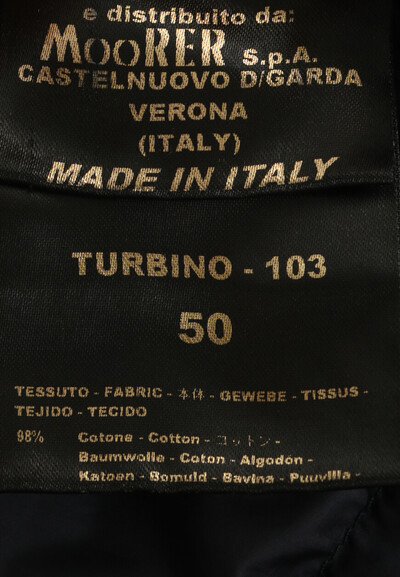 e distribuito da:
MOORER S.p.A.
CASTELNUOVO D/GARDA
VERONA
(ITALY)
MADE IN ITALY
TURBINO - 103
50
TESSUTO - FABRIC - 本体 - GEWEBE - TISSUS -
TEJIDO - TECIDO
98% Cotone - Cotton - コットン -
Baumwolle - Coton - Algodón -
Katoen - Bomuld - Bavlna - Puuvilla -